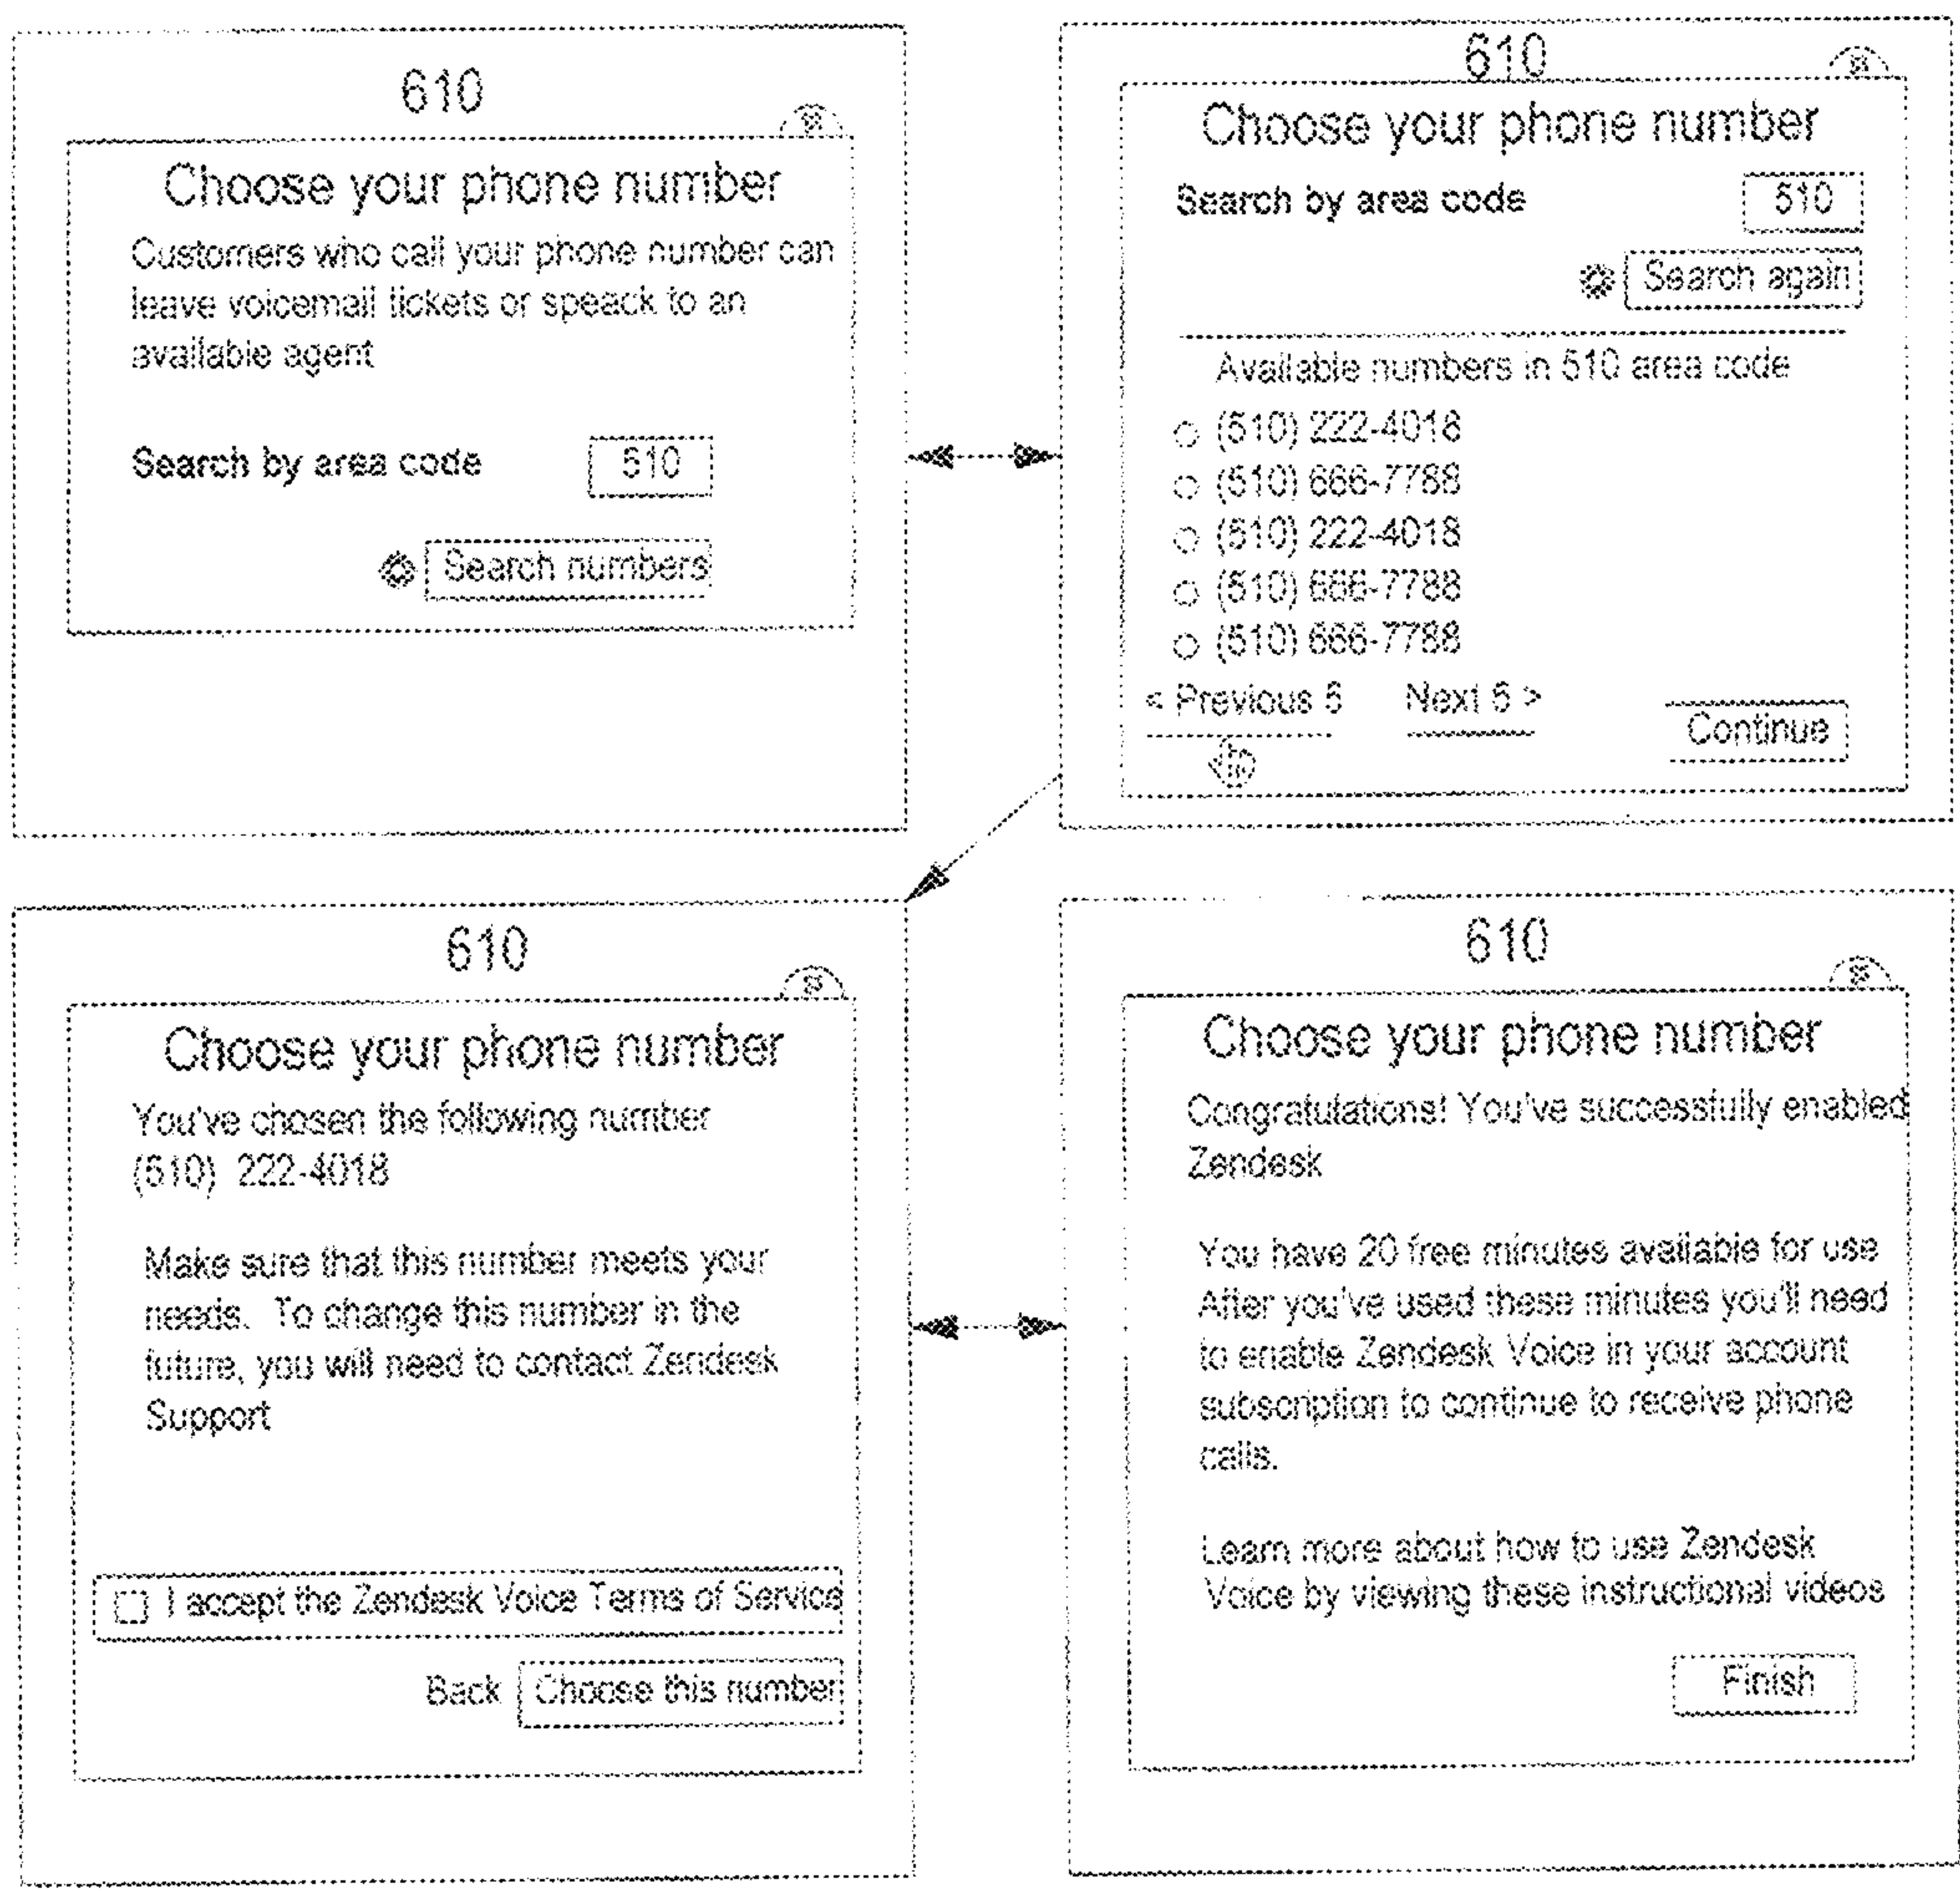 610
Choose your phone number
Customers who call your phone number can
leave voicemail tickets or speack to an
available agent
Search by area code 510
Search numbers
610
Choose your phone number
Search by area code 510
Search again
Available numbers in 510 area code
(510) 222-4018
(510) 666-7788
(510) 222-4018
(510) 666-7788
(510) 666-7788
< Previous 5 Next 5 >
Continue
610
Choose your phone number
You've chosen the following number
(510) 222-4018
Make sure that this number meets your
needs. To change this number in the
future, you will need to contact Zendesk
Support
I accept the Zendesk Voice Terms of Service
Back Choose this number
610
Choose your phone number
Congratulations! You've successfully enabled
Zendesk
You have 20 free minutes available for use
After you've used these minutes you'll need
to enable Zendesk Voice in your account
subscription to continue to receive phone
calls.
Learn more about how to use Zendesk
Voice by viewing these instructional videos
Finish